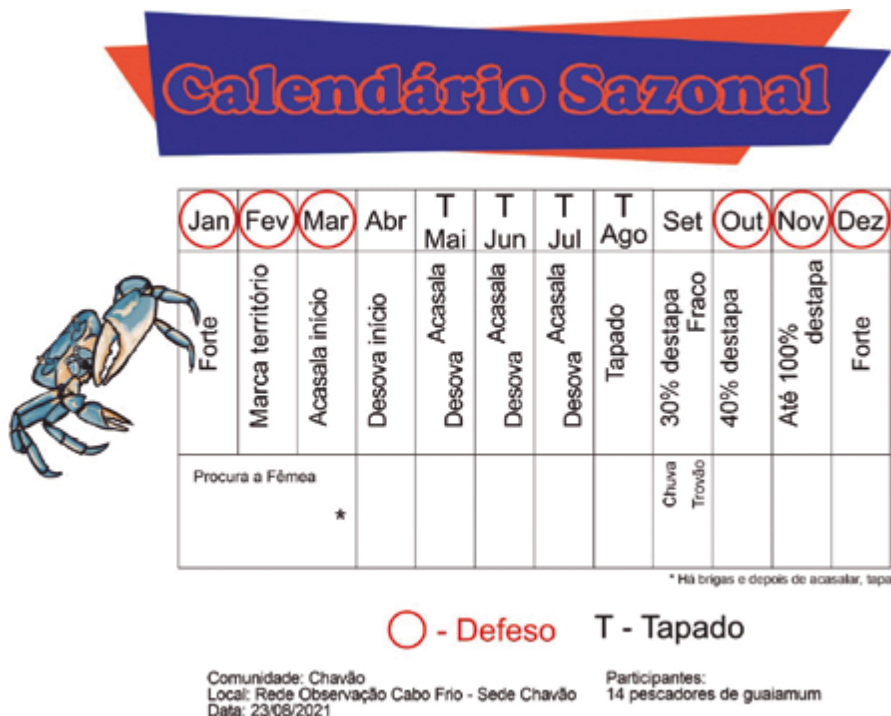 Calendário Sazonal
Jan Fev Mar Abr T Mai T Jun T Jul T Ago Set Out Nov Dez
Forte
Marca território
Acasala início
Desova início
Acasala
Desova
Acasala
Desova
Acasala
Desova
Tapado
30% destapa
Fraco
40% destapa
Até 100%
destapa
Forte
Procura a Fêmea
*
Chuva
Trovão
* Há brigas e depois de acasalar, tapa
- Defeso T - Tapado
Comunidade: Chavão
Local: Rede Observação Cabo Frio - Sede Chavão
Data: 23/08/2021
Participantes:
14 pescadores de guaiamum